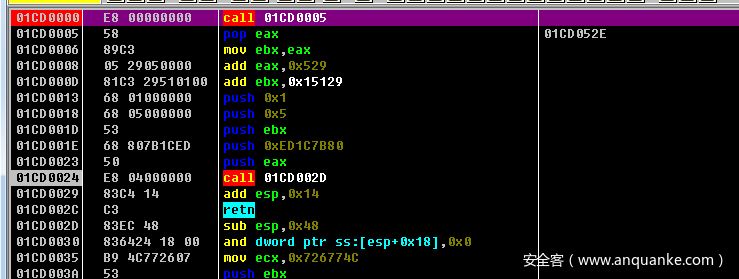 01CD0000 E8 00000000 call 01CD0005
01CD0005 58 pop eax 01CD052E
01CD0006 89C3 mov ebx,eax
01CD0008 05 29050000 add eax,0x529
01CD000D 81C3 29510100 add ebx,0x15129
01CD0013 68 01000000 push 0x1
01CD0018 68 05000000 push 0x5
01CD001D 53 push ebx
01CD001E 68 807B1CED push 0xED1C7B80
01CD0023 50 push eax
01CD0024 E8 04000000 call 01CD002D
01CD0029 83C4 14 add esp,0x14
01CD002C C3 retn
01CD002D 83EC 48 sub esp,0x48
01CD0030 836424 18 00 and dword ptr ss:[esp+0x18],0x0
01CD0035 B9 4C772607 mov ecx,0x726774C
01CD003A 53 push ebx
安全客(www.anquanke.com)